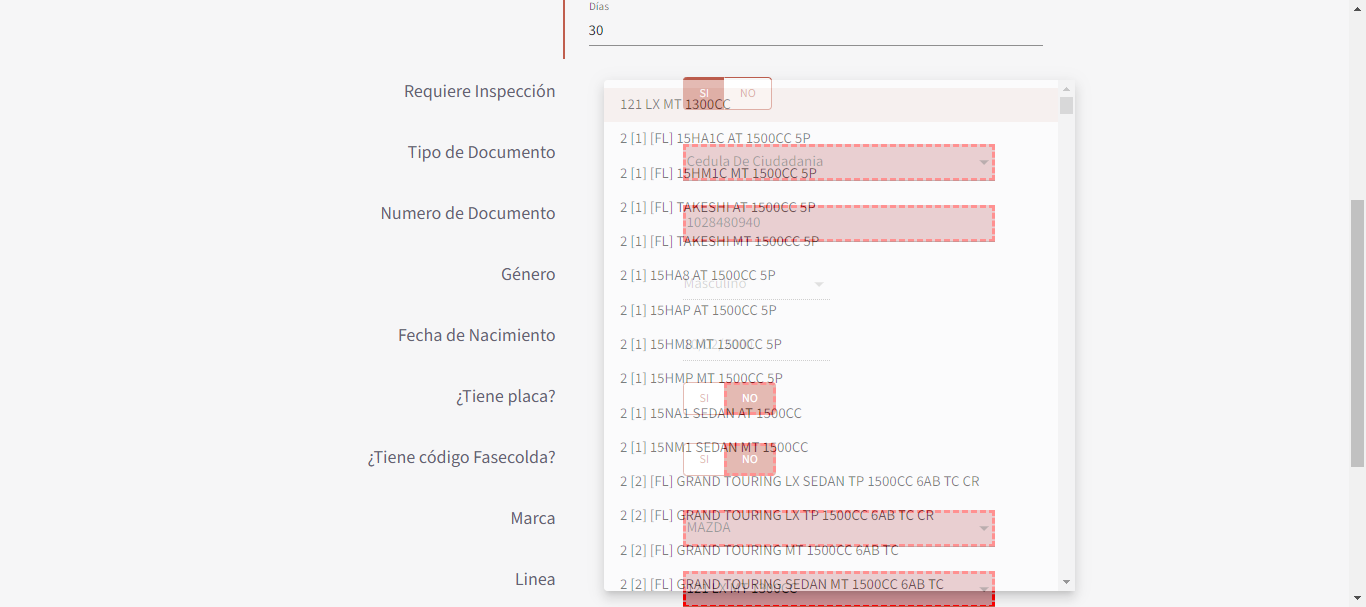 Días
30
Requiere Inspección
SI NO
121 LX MT 1300CC
2 [1] [FL] 15HA1C AT 1500CC 5P
Tipo de Documento
Cedula De Ciudadania
2 [1] [FL] 15HM1C MT 1500CC 5P
2 [1] [FL] TAKESHI AT 1500CC 5P
Numero de Documento
1028480940
2 [1] [FL] TAKESHI MT 1500CC 5P
Género
2 [1] 15HA8 AT 1500CC 5P
Masculino
2 [1] 15HAP AT 1500CC 5P
Fecha de Nacimiento
2 [1] 15HM8 MT 1500CC 5P
2 [1] 15HMP MT 1500CC 5P
¿Tiene placa?
SI NO
2 [1] 15NA1 SEDAN AT 1500CC
2 [1] 15NM1 SEDAN MT 1500CC
¿Tiene código Fasecolda?
SI NO
2 [2] [FL] GRAND TOURING LX SEDAN TP 1500CC 6AB TC CR
2 [2] [FL] GRAND TOURING LX TP 1500CC 6AB TC CR
Marca
MAZDA
2 [2] [FL] GRAND TOURING MT 1500CC 6AB TC
Linea
2 [2] [FL] GRAND TOURING SEDAN MT 1500CC 6AB TC
121 LX MT 1300CC